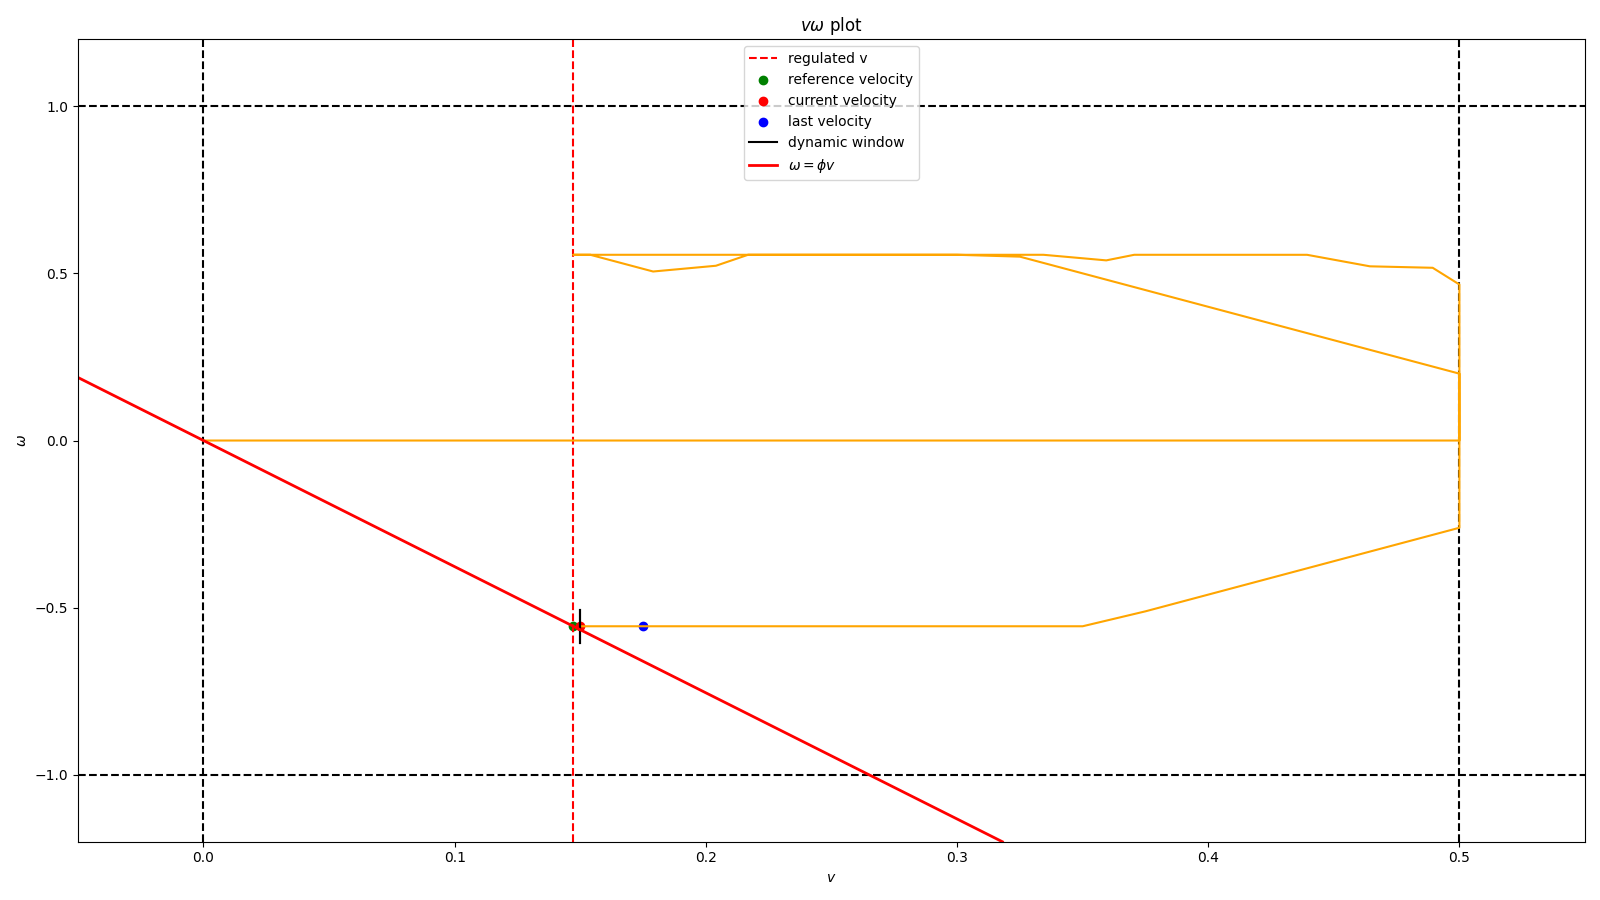 vω plot
regulated v
reference velocity
current velocity
last velocity
dynamic window
ω = ϕv
1.0
0.5
0.0
−0.5
−1.0
ω
0.0 0.1 0.2 0.3 0.4 0.5
v